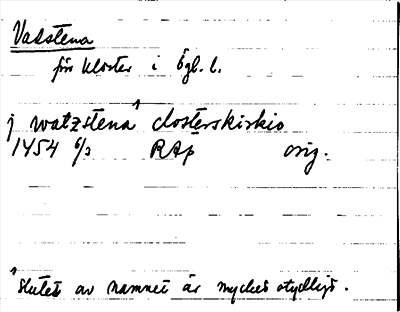 Vadstena
för kloster i Ögl. l.
j watzstena^ closterskirkio
1454 6/3 RAp orig.
^ slutet av namnet är mycket otydligt.